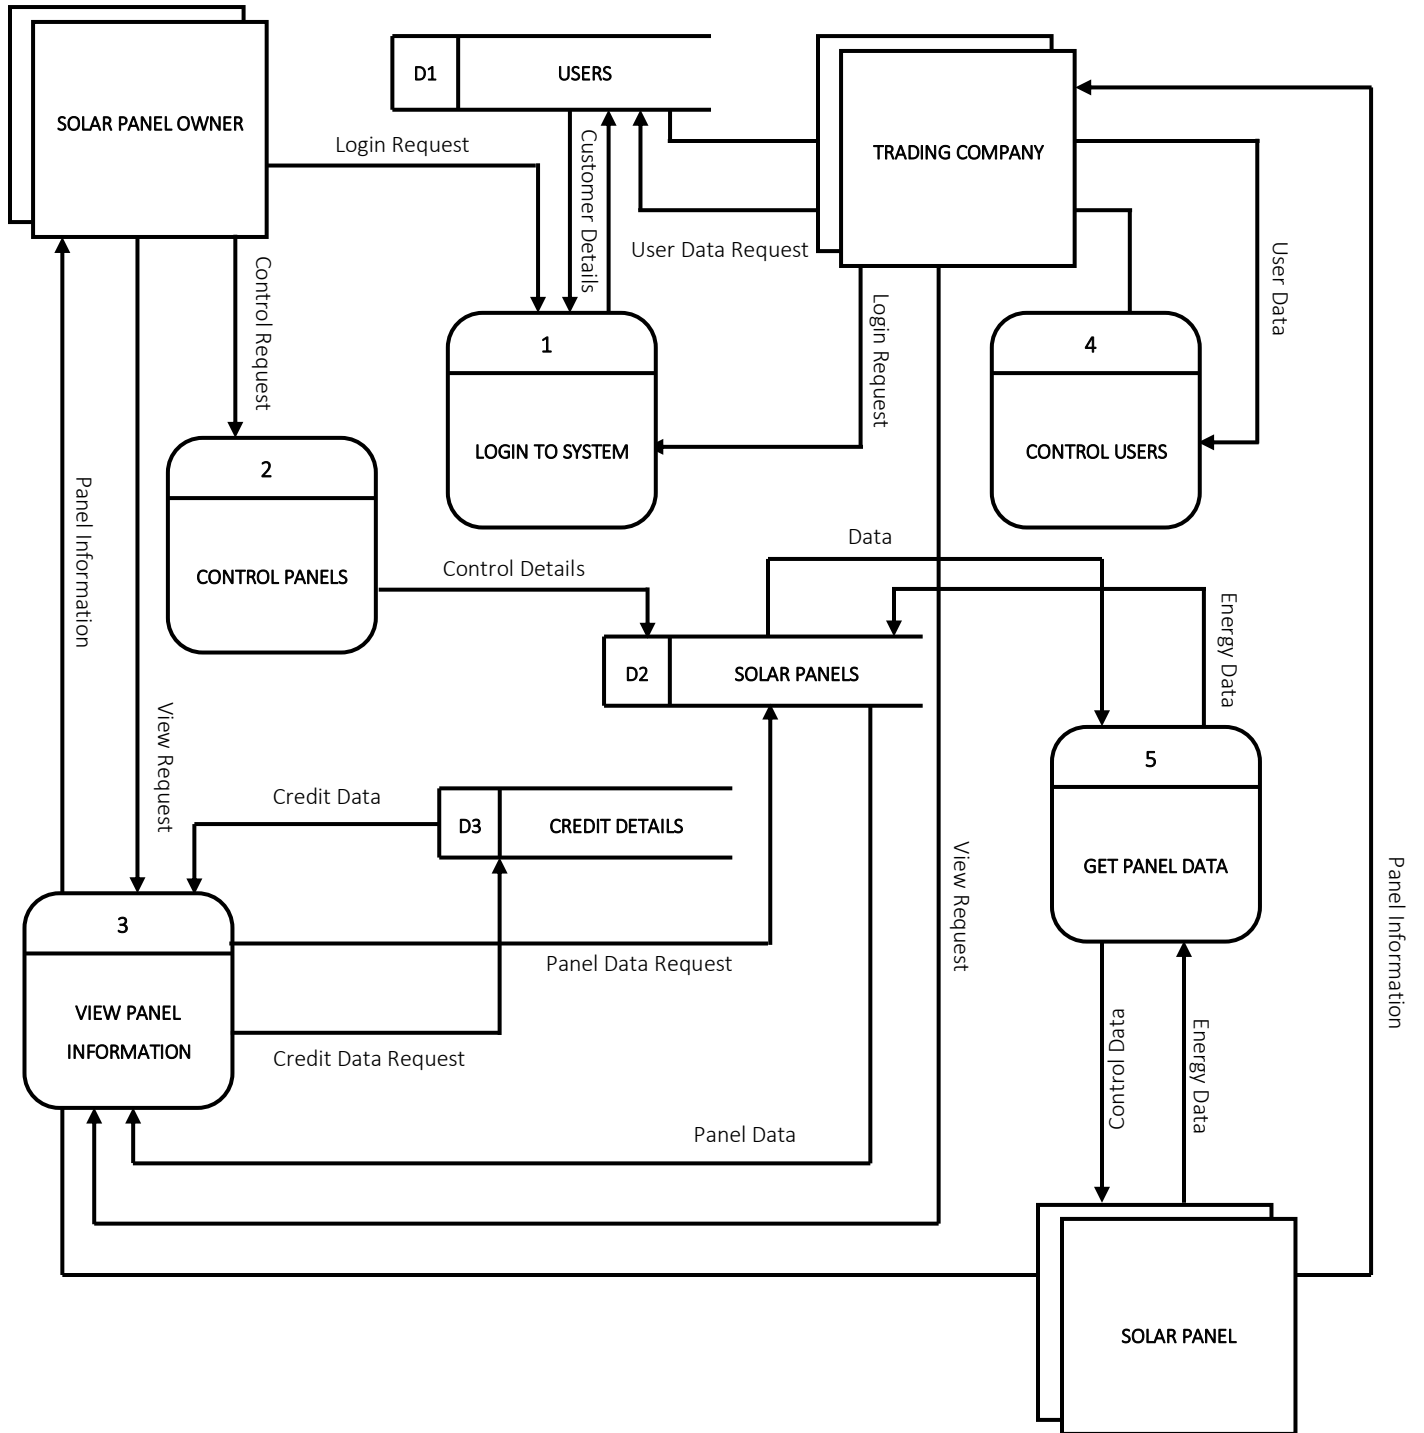 D1
USERS
SOLAR PANEL OWNER
Login Request
Customer Details
TRADING COMPANY
User Data Request
User Data
Control Request
Login Request
1
LOGIN TO SYSTEM
4
CONTROL USERS
2
CONTROL PANELS
Panel Information
Data
Control Details
Energy Data
D2
SOLAR PANELS
View Request
5
GET PANEL DATA
Credit Data
D3
CREDIT DETAILS
View Request
Panel Information
3
VIEW PANEL
INFORMATION
Panel Data Request
Credit Data Request
Control Data
Energy Data
Panel Data
SOLAR PANEL